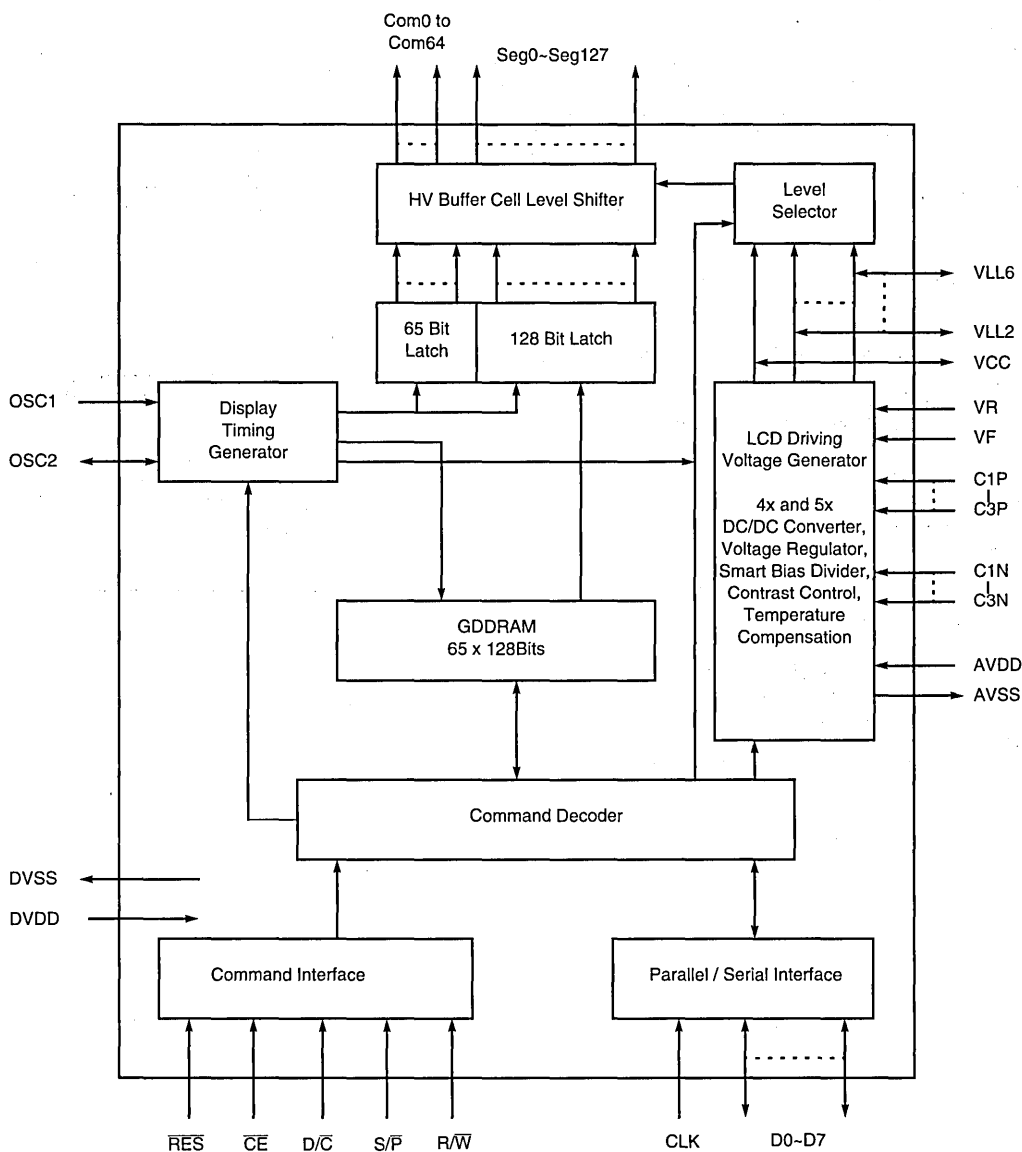 Com0 to
Com64
Seg0~Seg127
HV Buffer Cell Level Shifter
Level
Selector
VLL6
65 Bit
Latch
128 Bit Latch
VLL2
VCC
OSC1
Display
Timing
Generator
OSC2
LCD Driving
Voltage Generator
4x and 5x
DC/DC Converter,
Voltage Regulator,
Smart Bias Divider,
Contrast Control,
Temperature
Compensation
VR
VF
C1P
C3P
C1N
C3N
AVDD
AVSS
GDDRAM
65 x 128Bits
Command Decoder
DVSS
DVDD
Command Interface
Parallel / Serial Interface
R̅E̅S̅
C̅E̅
D/C̅
S/P̅
R/W̅
CLK
D0~D7